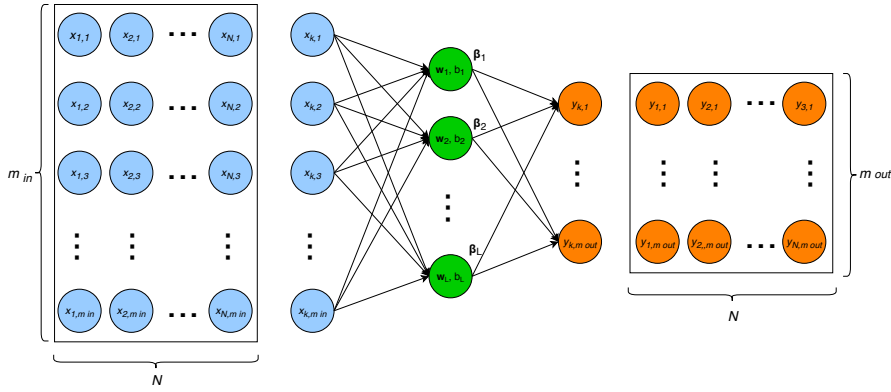 x1,1 x2,1 ••• xN,1 xk,1
β1
w1, b1
x1,2 x2,2 ••• xN,2 xk,2 yk,1 y1,1 y2,1 ••• y3,1
β2
w2, b2
m in x1,3 x2,3 ••• xN,3 xk,3 m out
βL
yk,m out y1,m out y2,,m out ••• yN,m out
wL, bL
x1,m in x2,m in ••• xN,m in xk,m in N
N